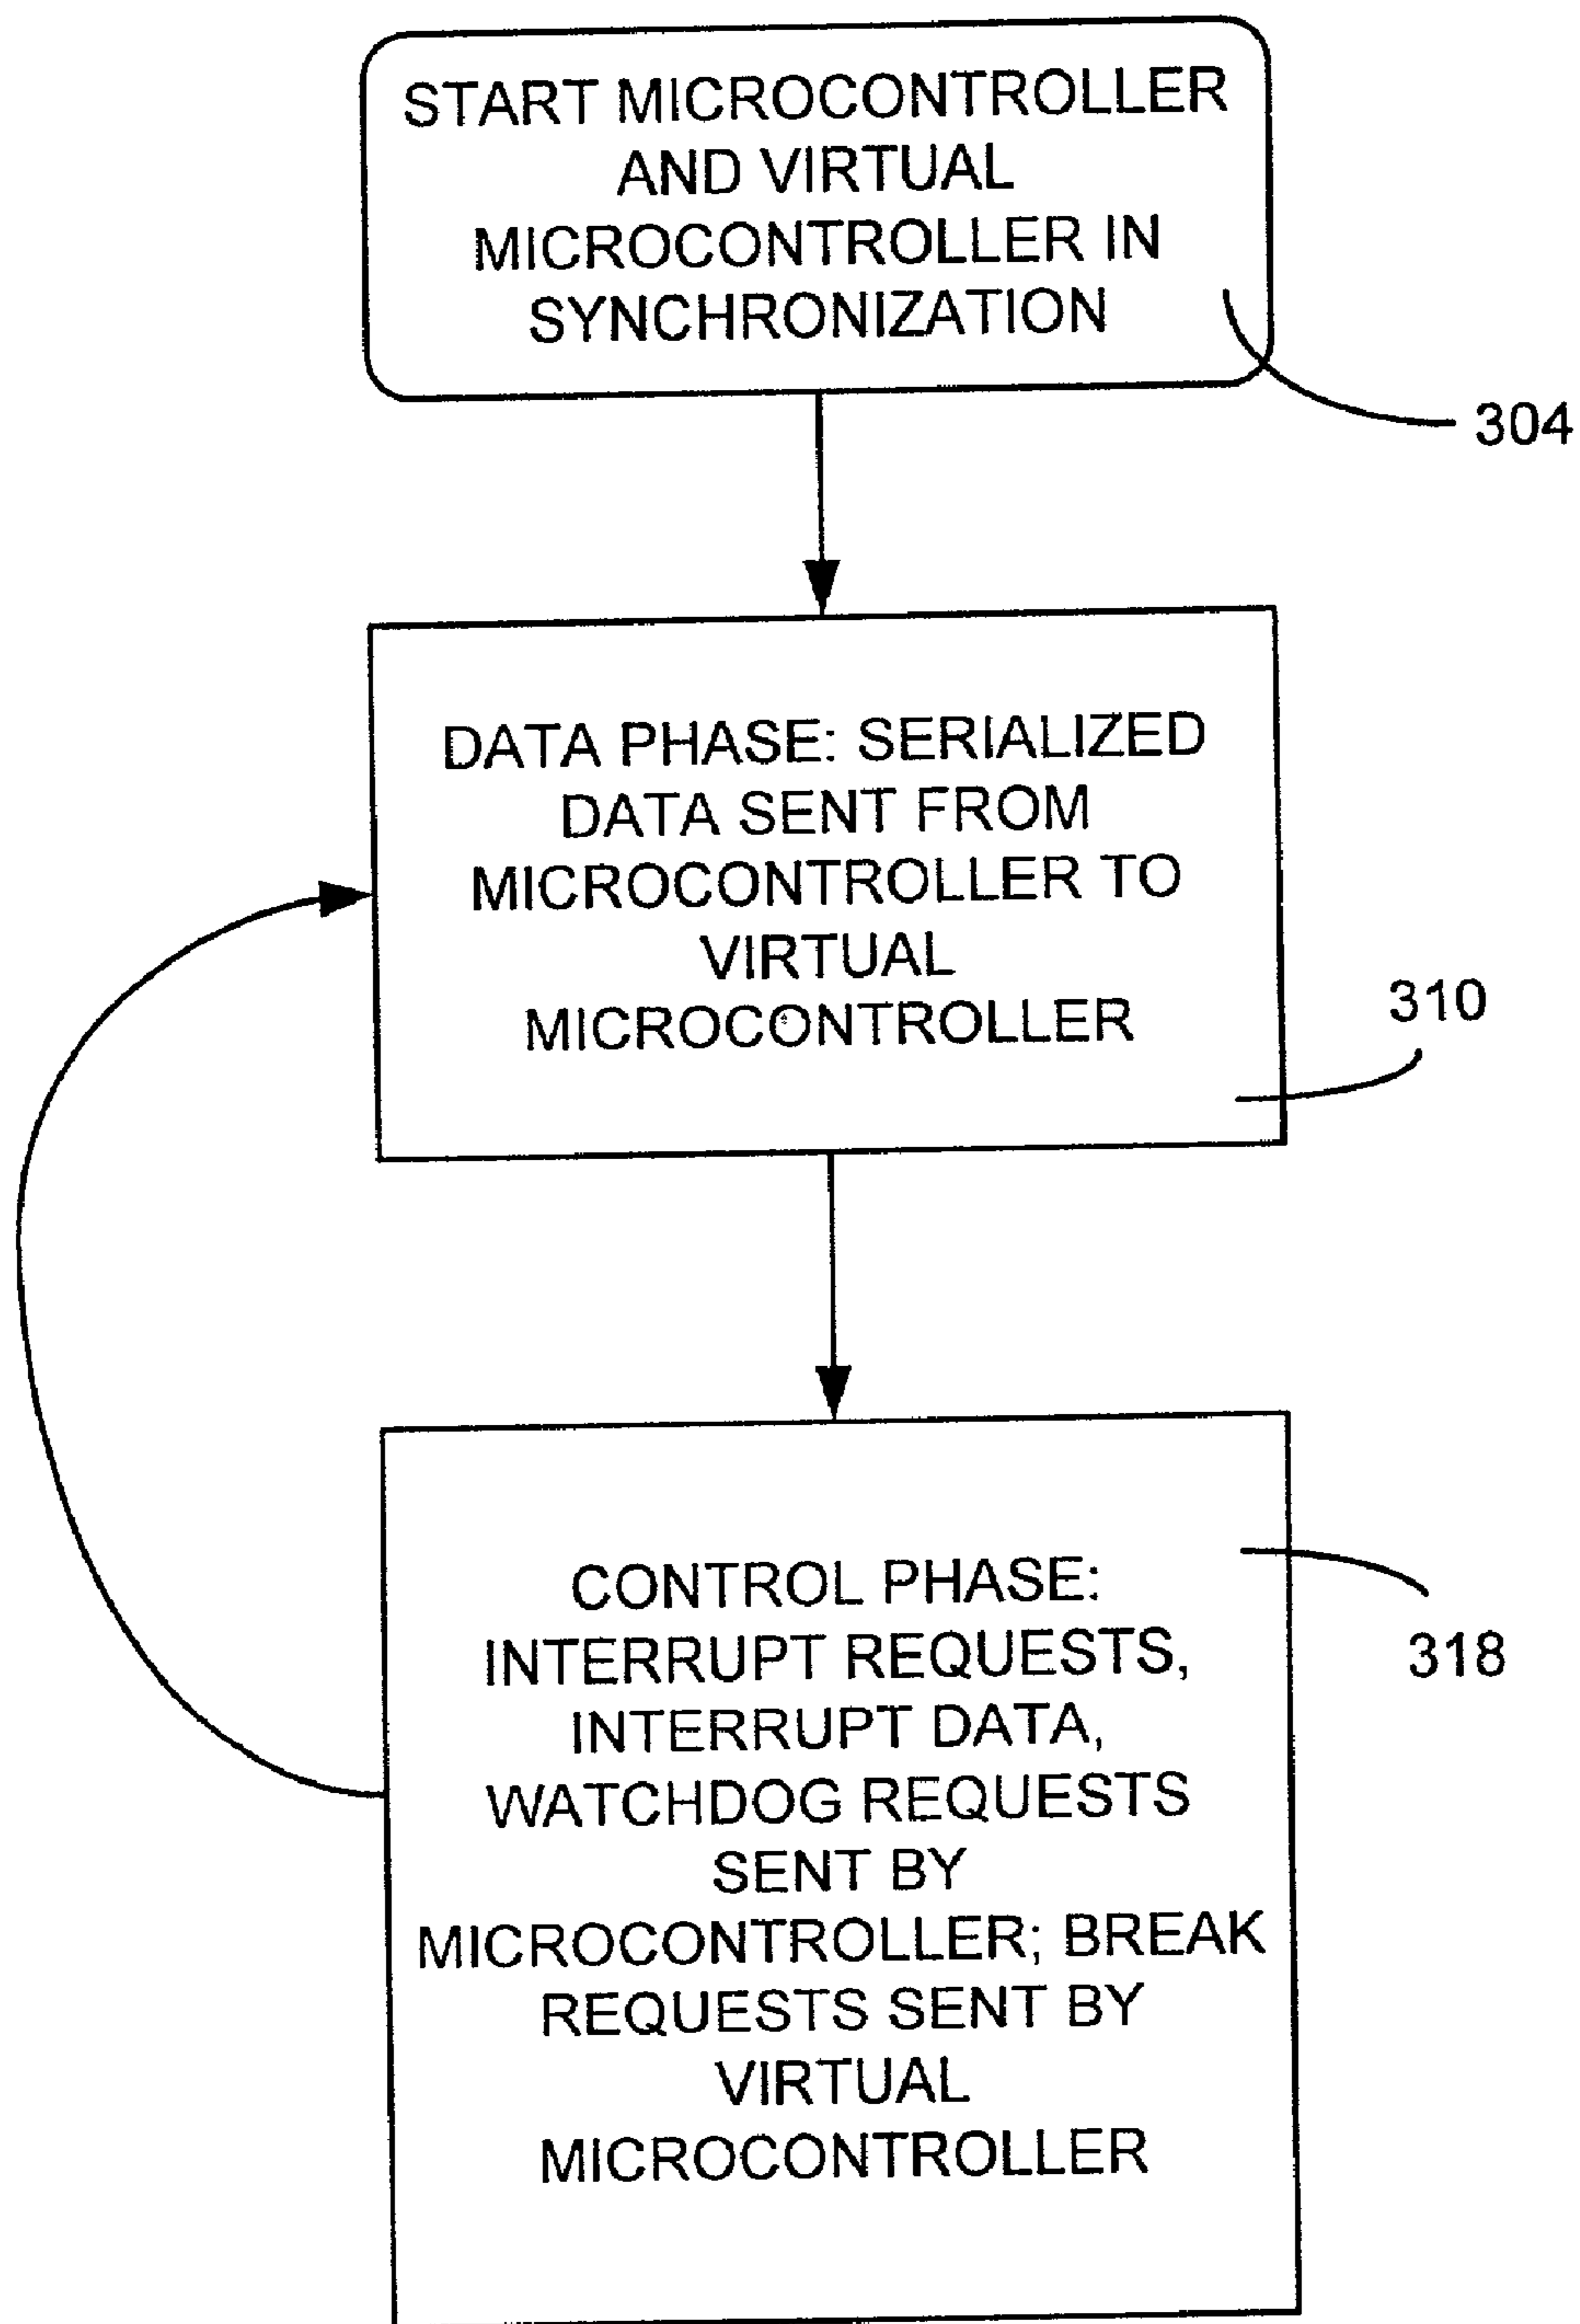 START MICROCONTROLLER
AND VIRTUAL
MICROCONTROLLER IN
SYNCHRONIZATION
304
DATA PHASE: SERIALIZED
DATA SENT FROM
MICROCONTROLLER TO
VIRTUAL
MICROCONTROLLER
310
CONTROL PHASE:
INTERRUPT REQUESTS,
INTERRUPT DATA,
WATCHDOG REQUESTS
SENT BY
MICROCONTROLLER; BREAK
REQUESTS SENT BY
VIRTUAL
MICROCONTROLLER
318